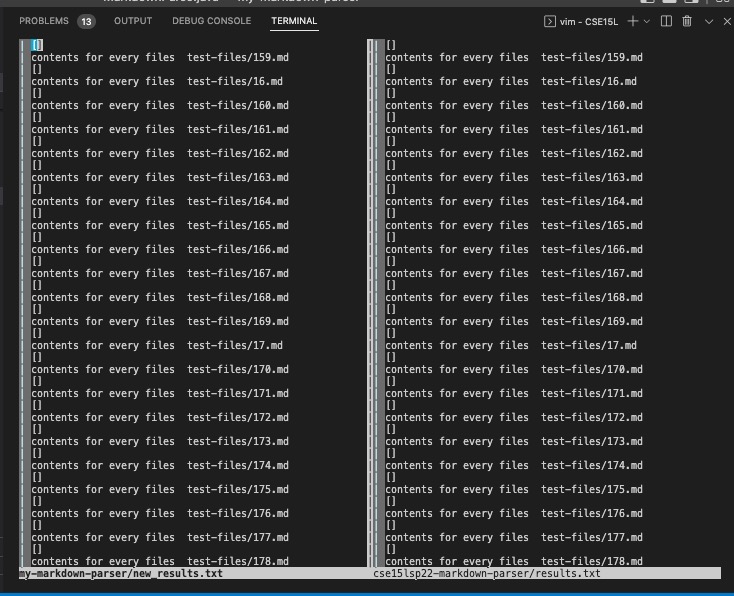 PROBLEMS 13 OUTPUT DEBUG CONSOLE TERMINAL vim - CSE15L
[]
contents for every files  test-files/159.md
[]
contents for every files  test-files/16.md
[]
contents for every files  test-files/160.md
[]
contents for every files  test-files/161.md
[]
contents for every files  test-files/162.md
[]
contents for every files  test-files/163.md
[]
contents for every files  test-files/164.md
[]
contents for every files  test-files/165.md
[]
contents for every files  test-files/166.md
[]
contents for every files  test-files/167.md
[]
contents for every files  test-files/168.md
[]
contents for every files  test-files/169.md
[]
contents for every files  test-files/17.md
[]
contents for every files  test-files/170.md
[]
contents for every files  test-files/171.md
[]
contents for every files  test-files/172.md
[]
contents for every files  test-files/173.md
[]
contents for every files  test-files/174.md
[]
contents for every files  test-files/175.md
[]
contents for every files  test-files/176.md
[]
contents for every files  test-files/177.md
[]
contents for every files  test-files/178.md
my-markdown-parser/new_results.txt
[]
contents for every files  test-files/159.md
[]
contents for every files  test-files/16.md
[]
contents for every files  test-files/160.md
[]
contents for every files  test-files/161.md
[]
contents for every files  test-files/162.md
[]
contents for every files  test-files/163.md
[]
contents for every files  test-files/164.md
[]
contents for every files  test-files/165.md
[]
contents for every files  test-files/166.md
[]
contents for every files  test-files/167.md
[]
contents for every files  test-files/168.md
[]
contents for every files  test-files/169.md
[]
contents for every files  test-files/17.md
[]
contents for every files  test-files/170.md
[]
contents for every files  test-files/171.md
[]
contents for every files  test-files/172.md
[]
contents for every files  test-files/173.md
[]
contents for every files  test-files/174.md
[]
contents for every files  test-files/175.md
[]
contents for every files  test-files/176.md
[]
contents for every files  test-files/177.md
[]
contents for every files  test-files/178.md
cse15lsp22-markdown-parser/results.txt